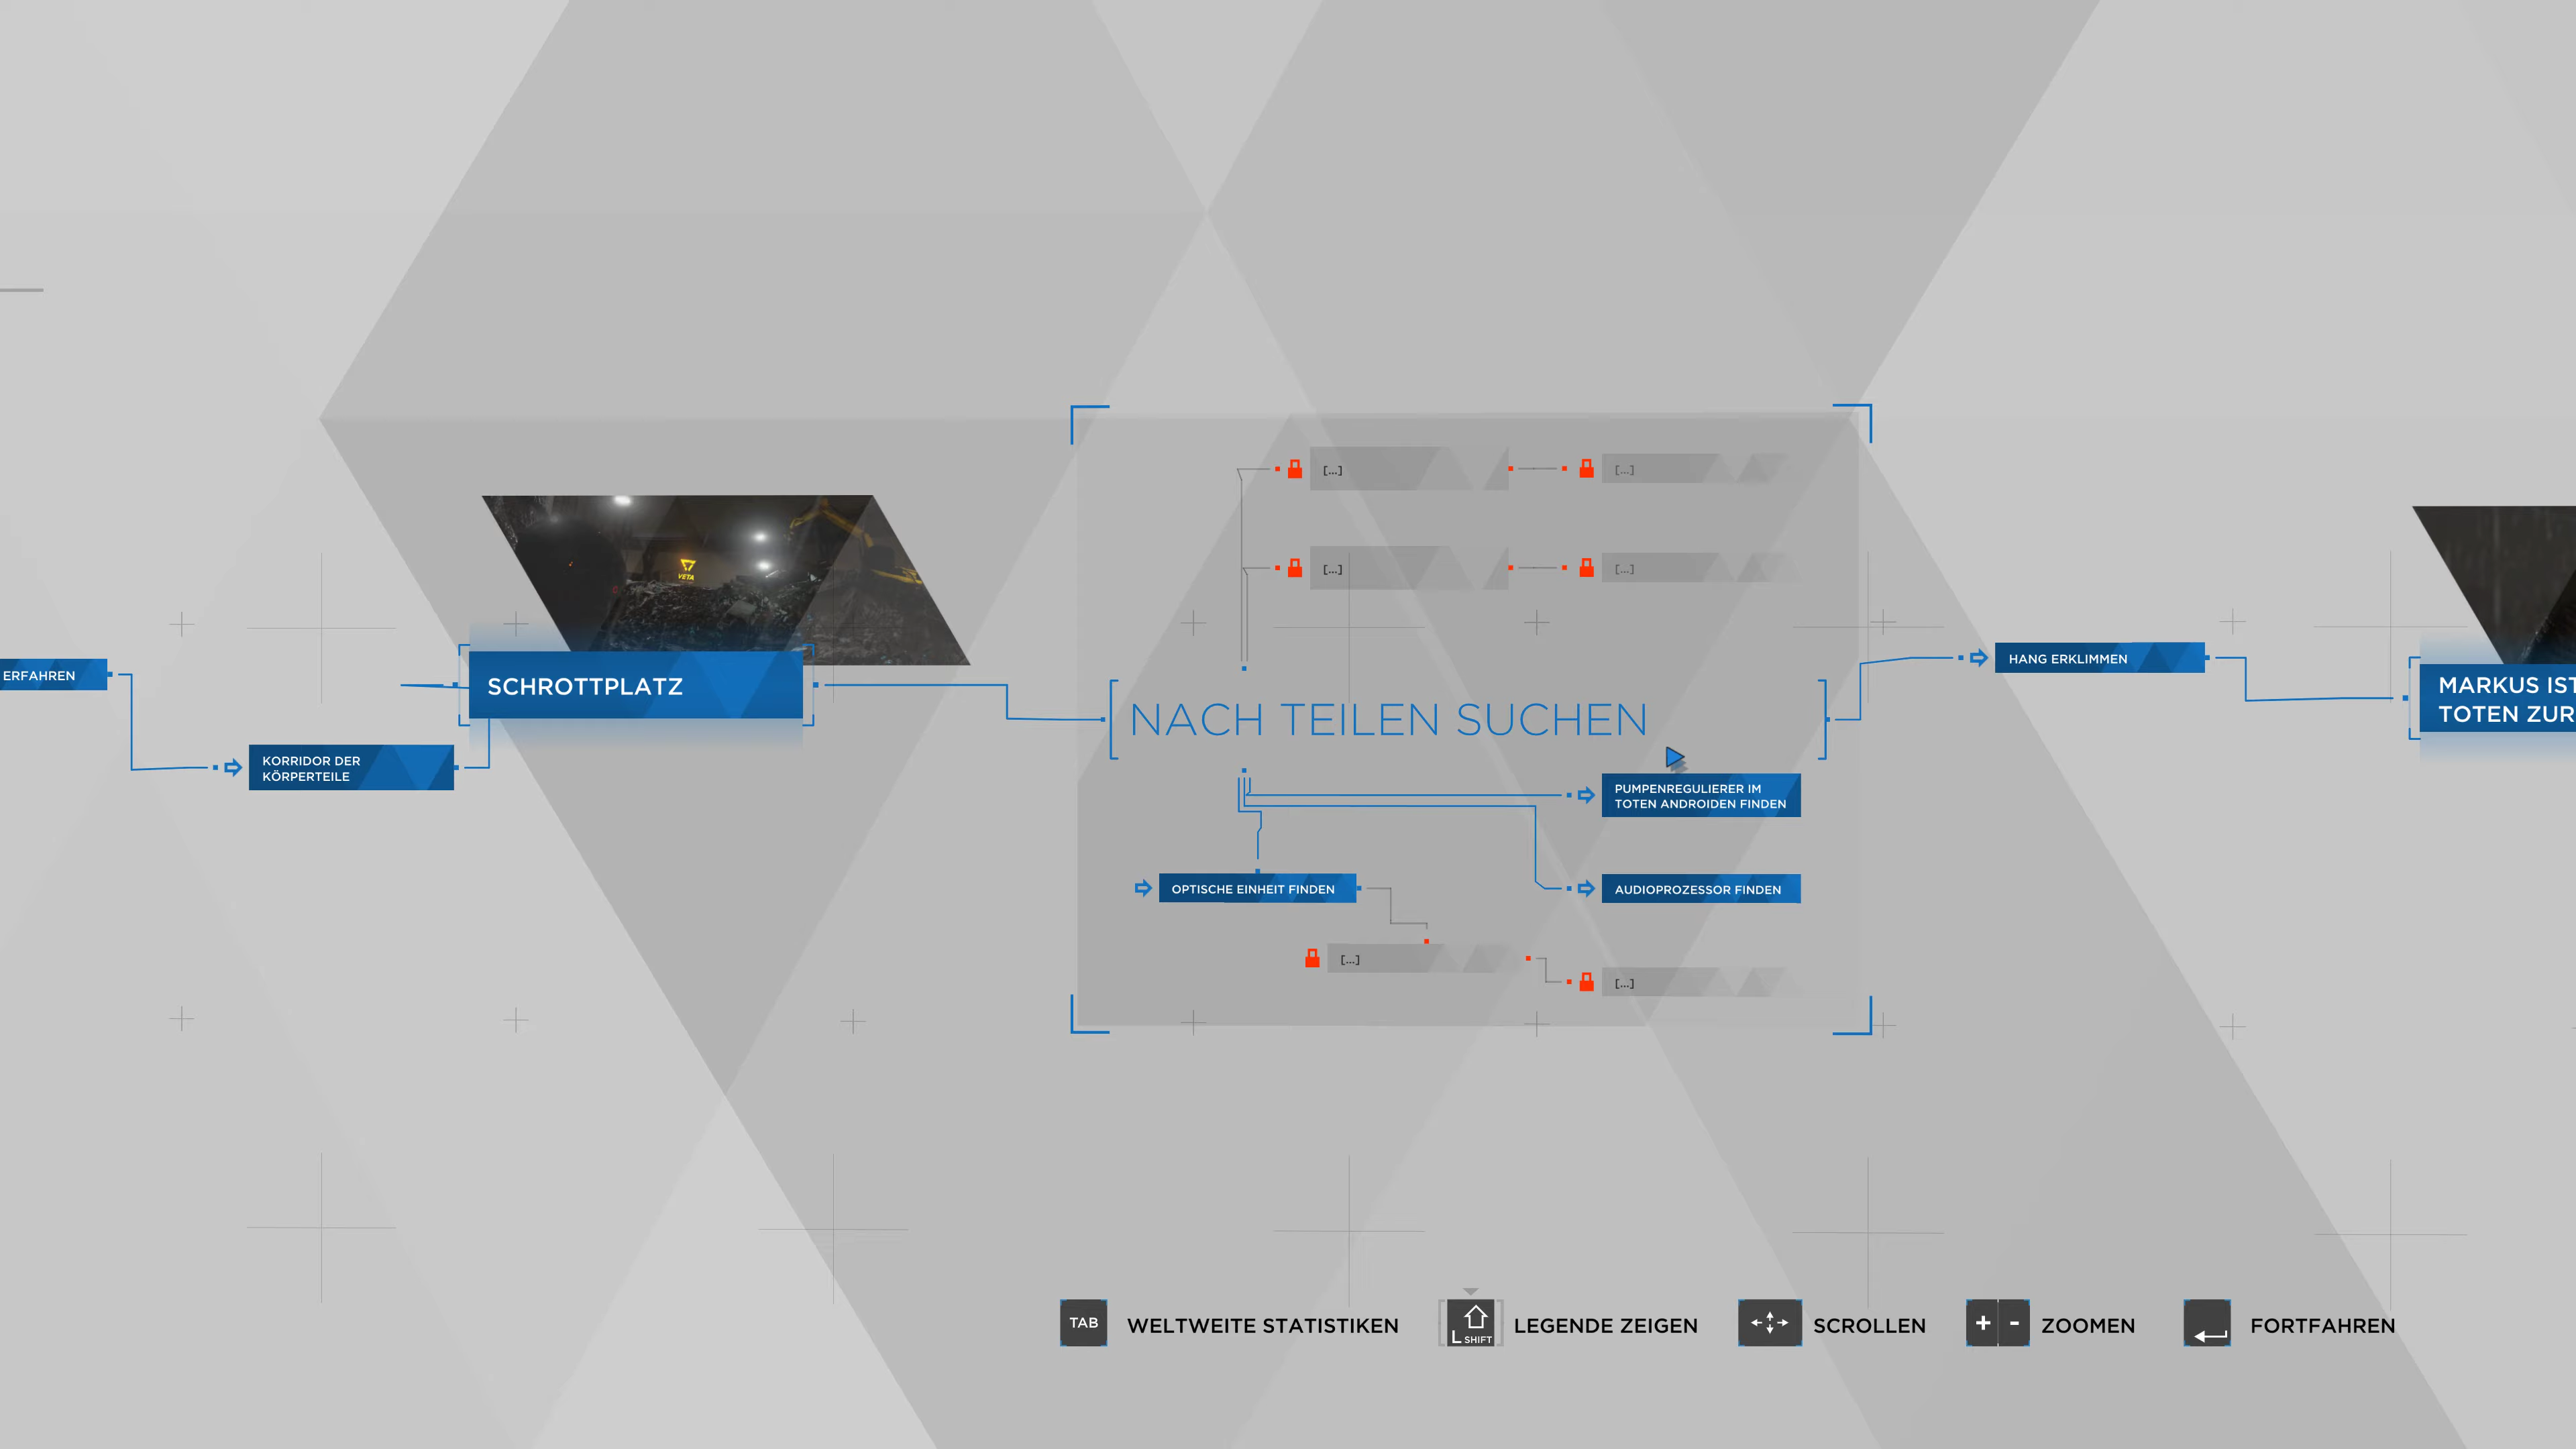 [...]
[...]
[...]
[...]
VETA
ERFAHREN
SCHROTTPLATZ
KORRIDOR DER
KÖRPERTEILE
NACH TEILEN SUCHEN
HANG ERKLIMMEN
MARKUS IST
TOTEN ZUR
PUMPENREGULIERER IM
TOTEN ANDROIDEN FINDEN
OPTISCHE EINHEIT FINDEN
AUDIOPROZESSOR FINDEN
[...]
[...]
TAB WELTWEITE STATISTIKEN
L SHIFT LEGENDE ZEIGEN
SCROLLEN
+ - ZOOMEN
FORTFAHREN